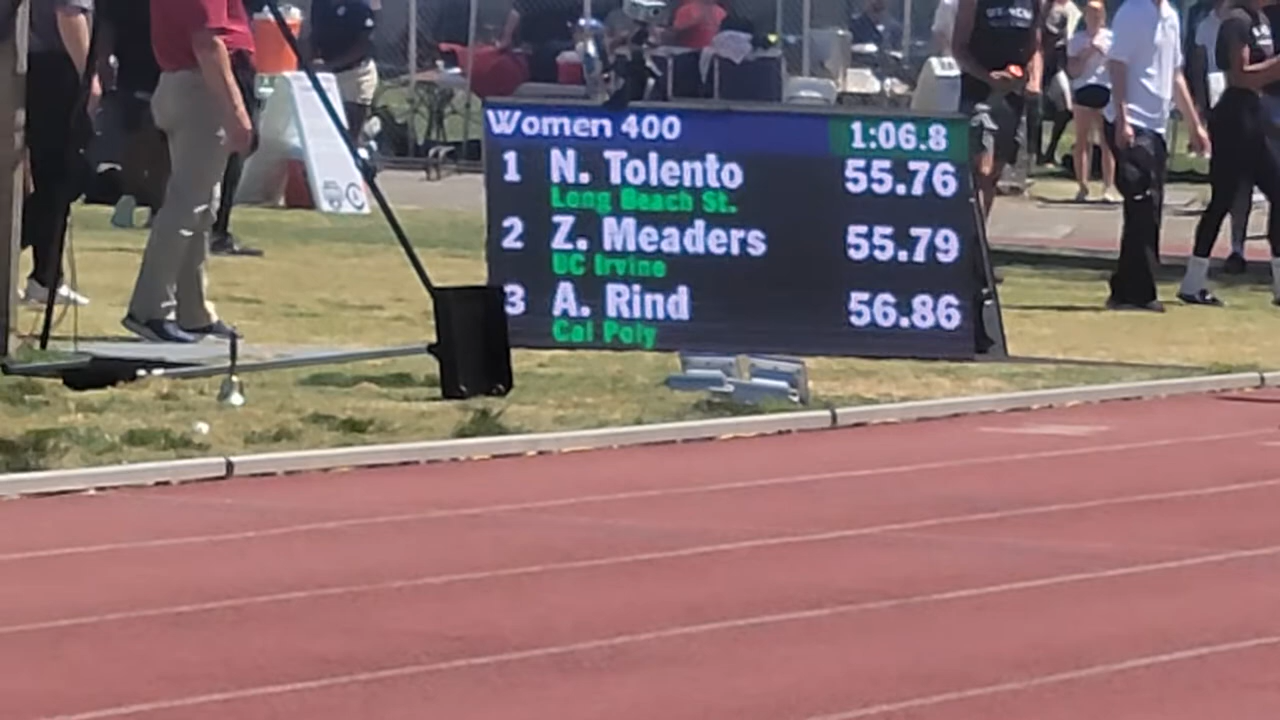 Women 400 1:06.8
1 N. Tolento 55.76
Long Beach St.
2 Z. Meaders 55.79
UC Irvine
3 A. Rind 56.86
Cal Poly